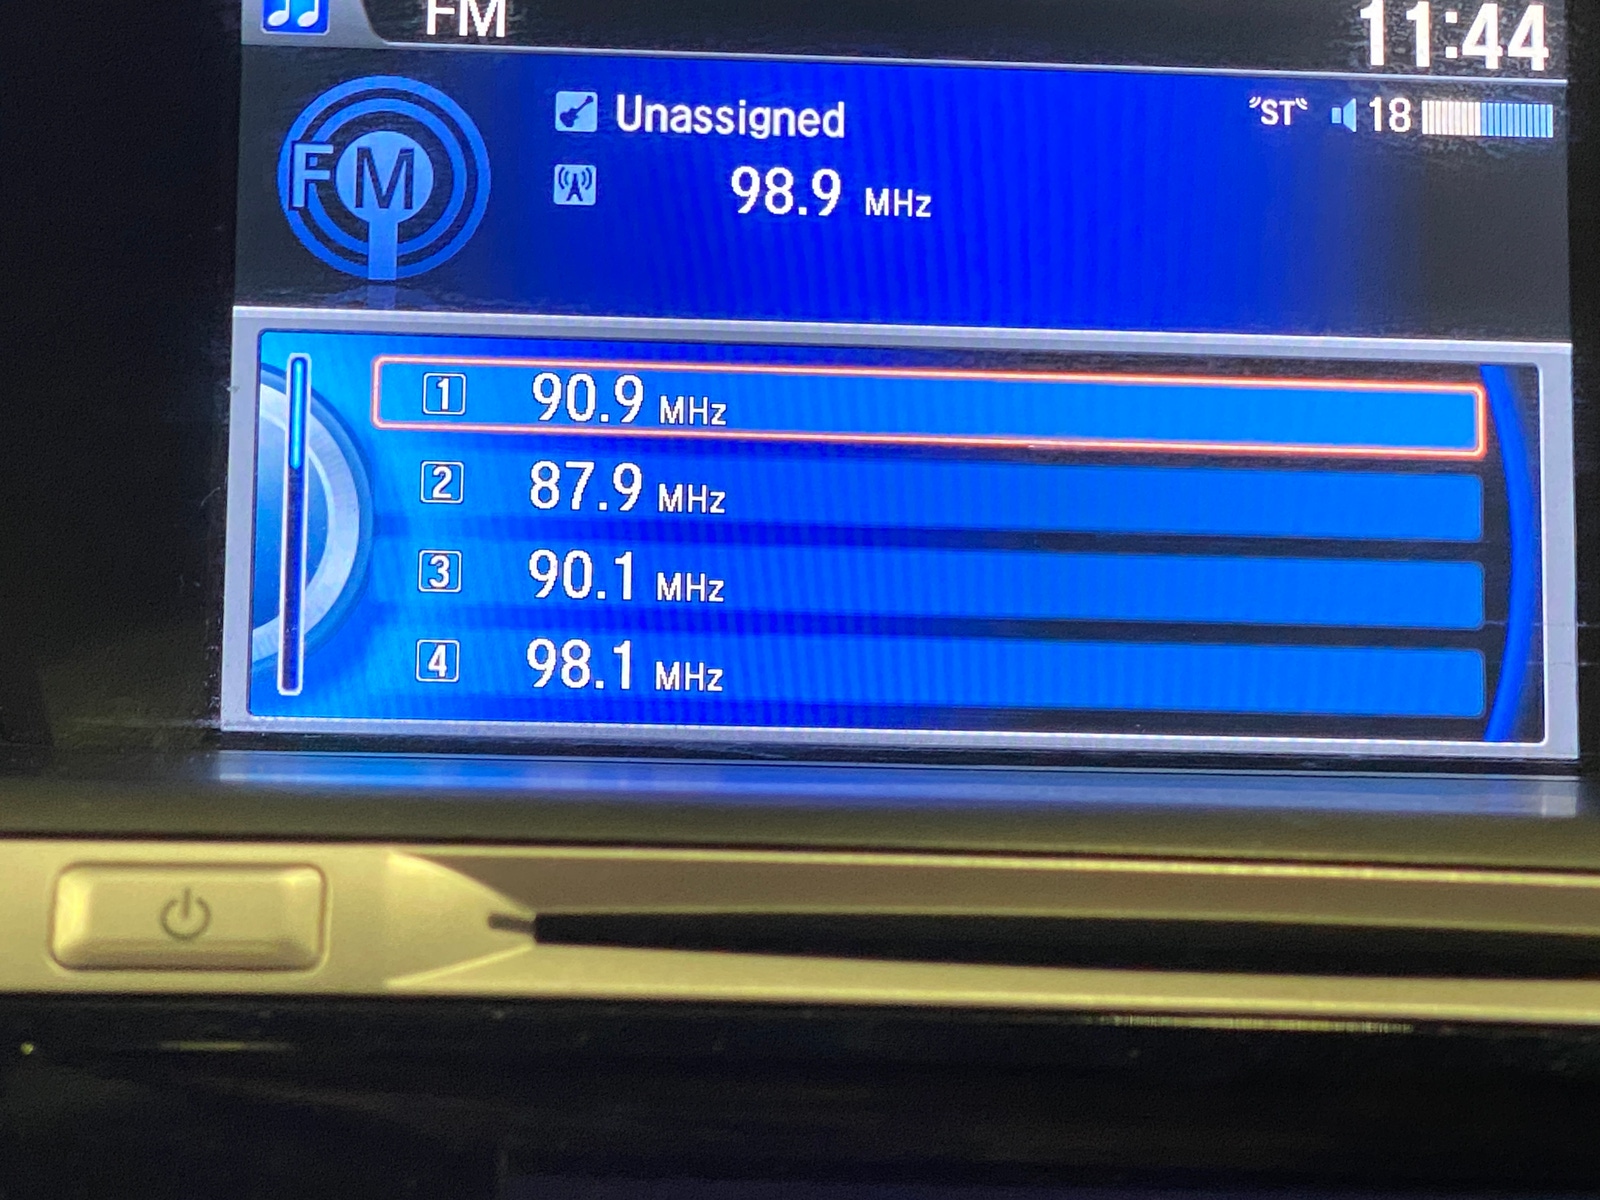 FM 11:44
FM Unassigned "ST" 18
98.9 MHz
1 90.9 MHz
2 87.9 MHz
3 90.1 MHz
4 98.1 MHz